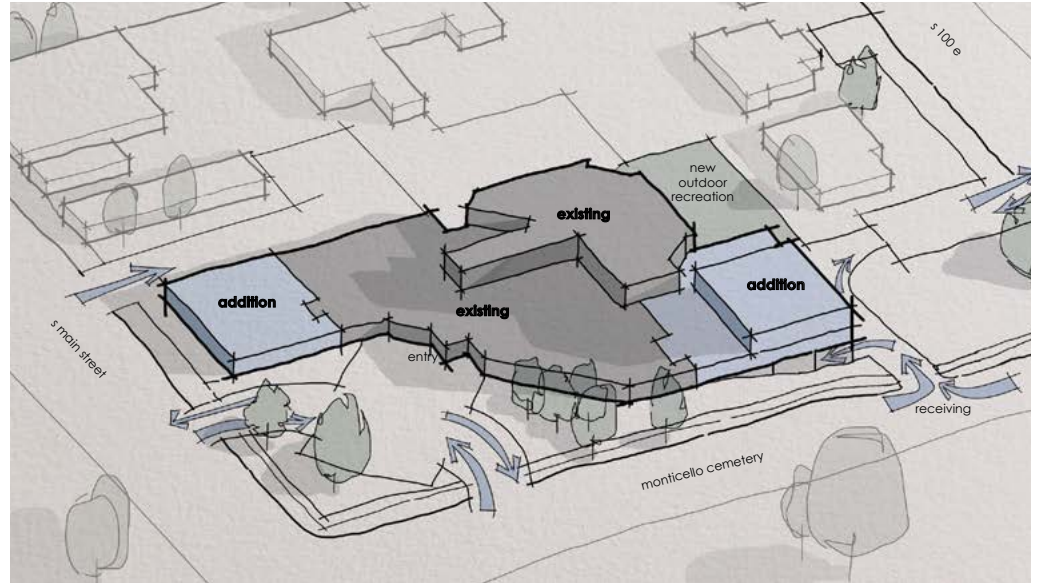 s 100 e
new
outdoor
recreation
existing
addition
addition
existing
s main street
entry
receiving
monticello cemetery